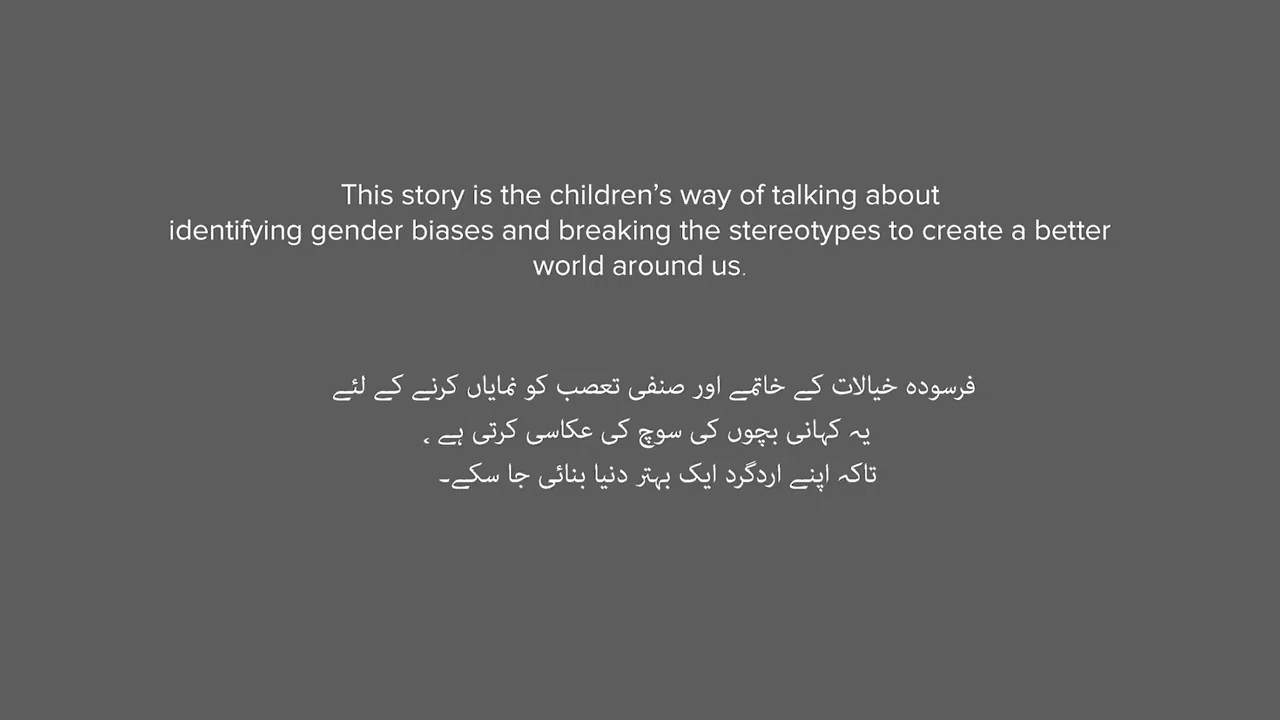 This story is the children’s way of talking about
identifying gender biases and breaking the stereotypes to create a better
world around us.
فرسودہ خیالات کے خاتمے اور صنفی تعصب کو نمایاں کرنے کے لئے
یہ کہانی بچوں کی سوچ کی عکاسی کرتی ہے ،
تاکہ اپنے اردگرد ایک بہتر دنیا بنائی جا سکے۔